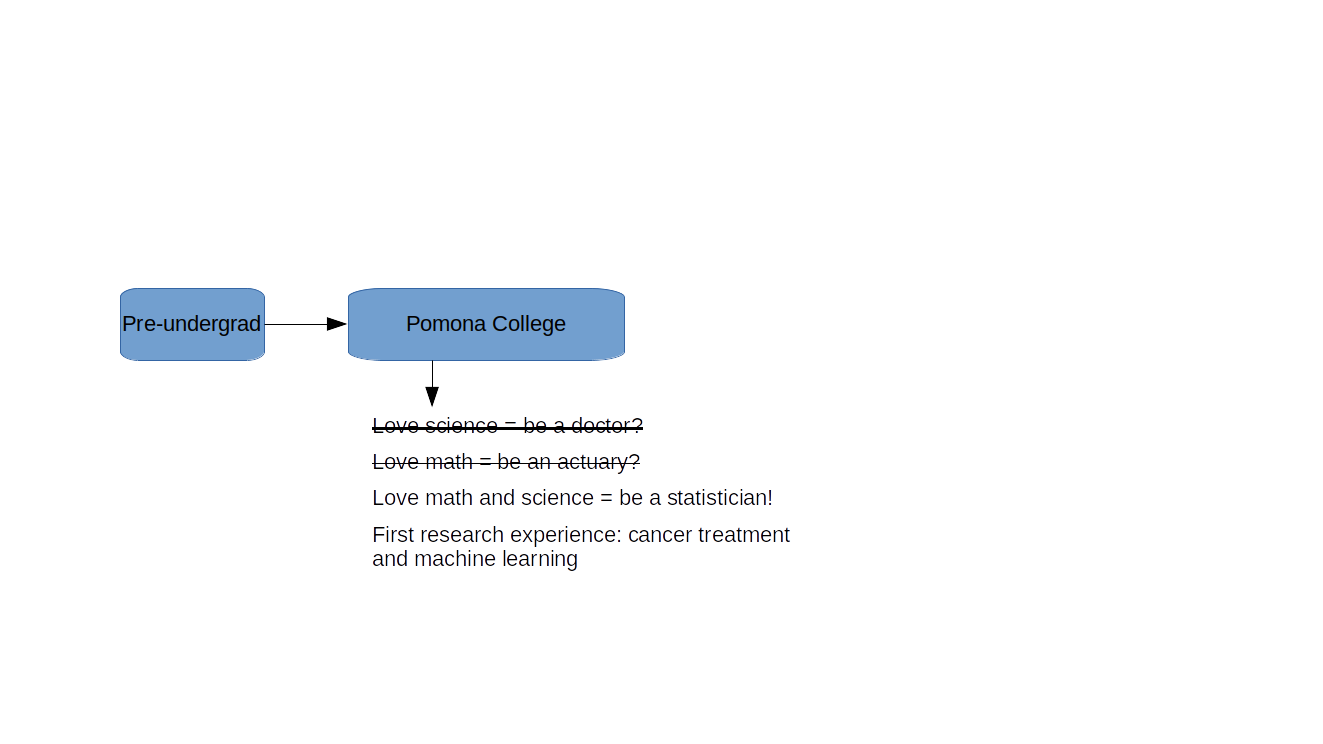 Pre-undergrad
Pomona College
Love science = be a doctor?
Love math = be an actuary?
Love math and science = be a statistician!
First research experience: cancer treatment
and machine learning